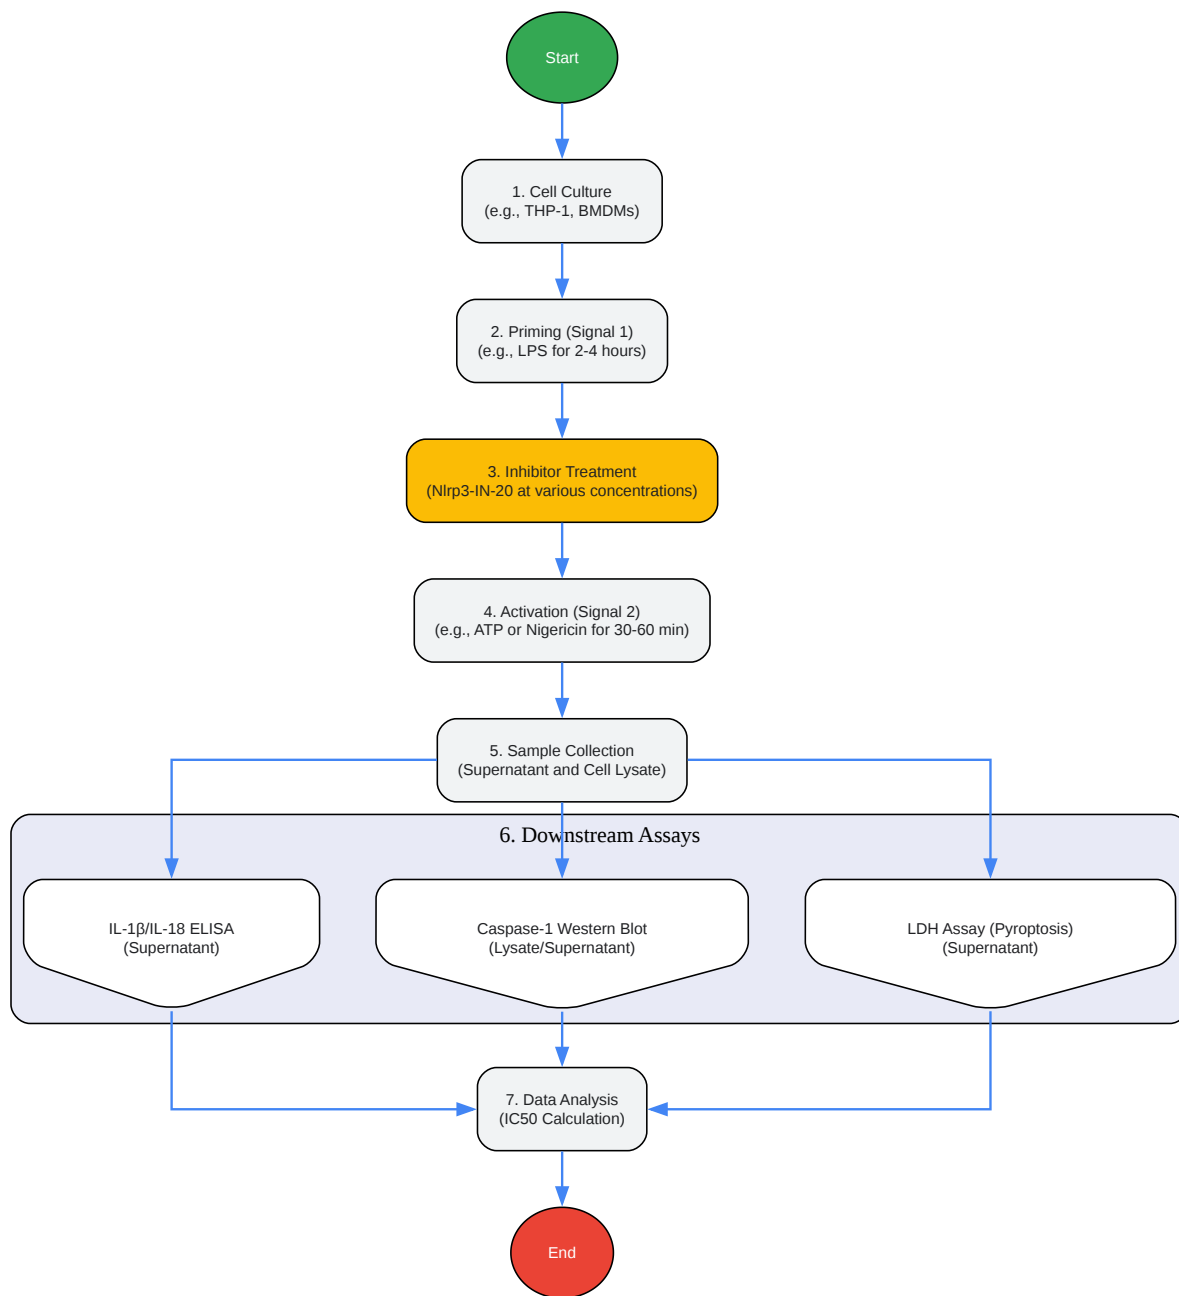 Start
1. Cell Culture
(e.g., THP-1, BMDMs)
2. Priming (Signal 1)
(e.g., LPS for 2-4 hours)
3. Inhibitor Treatment
(Nlrp3-IN-20 at various concentrations)
4. Activation (Signal 2)
(e.g., ATP or Nigericin for 30-60 min)
5. Sample Collection
(Supernatant and Cell Lysate)
6. Downstream Assays
IL-1β/IL-18 ELISA
(Supernatant)
Caspase-1 Western Blot
(Lysate/Supernatant)
LDH Assay (Pyroptosis)
(Supernatant)
7. Data Analysis
(IC50 Calculation)
End